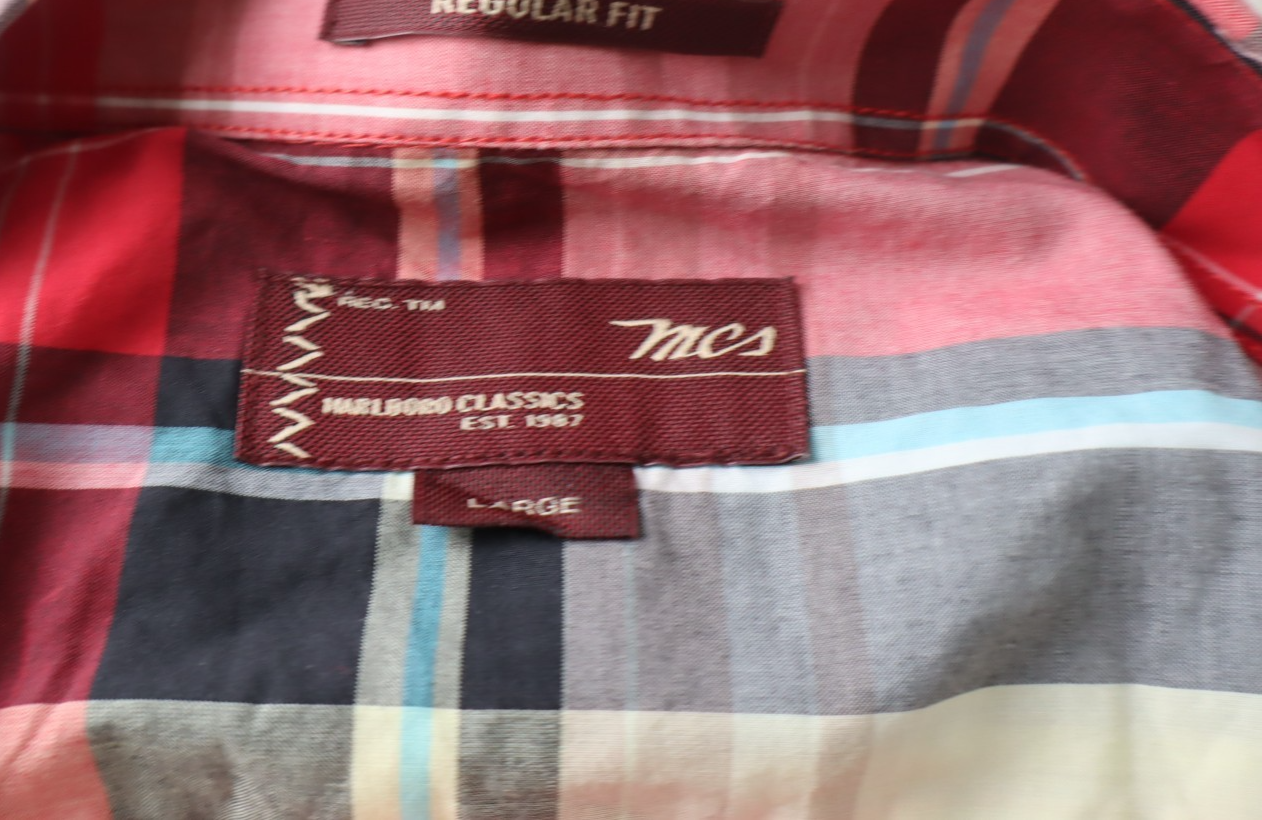 REGULAR FIT
REG. TM
mcs
MARLBORO CLASSICS
EST. 1987
LARGE